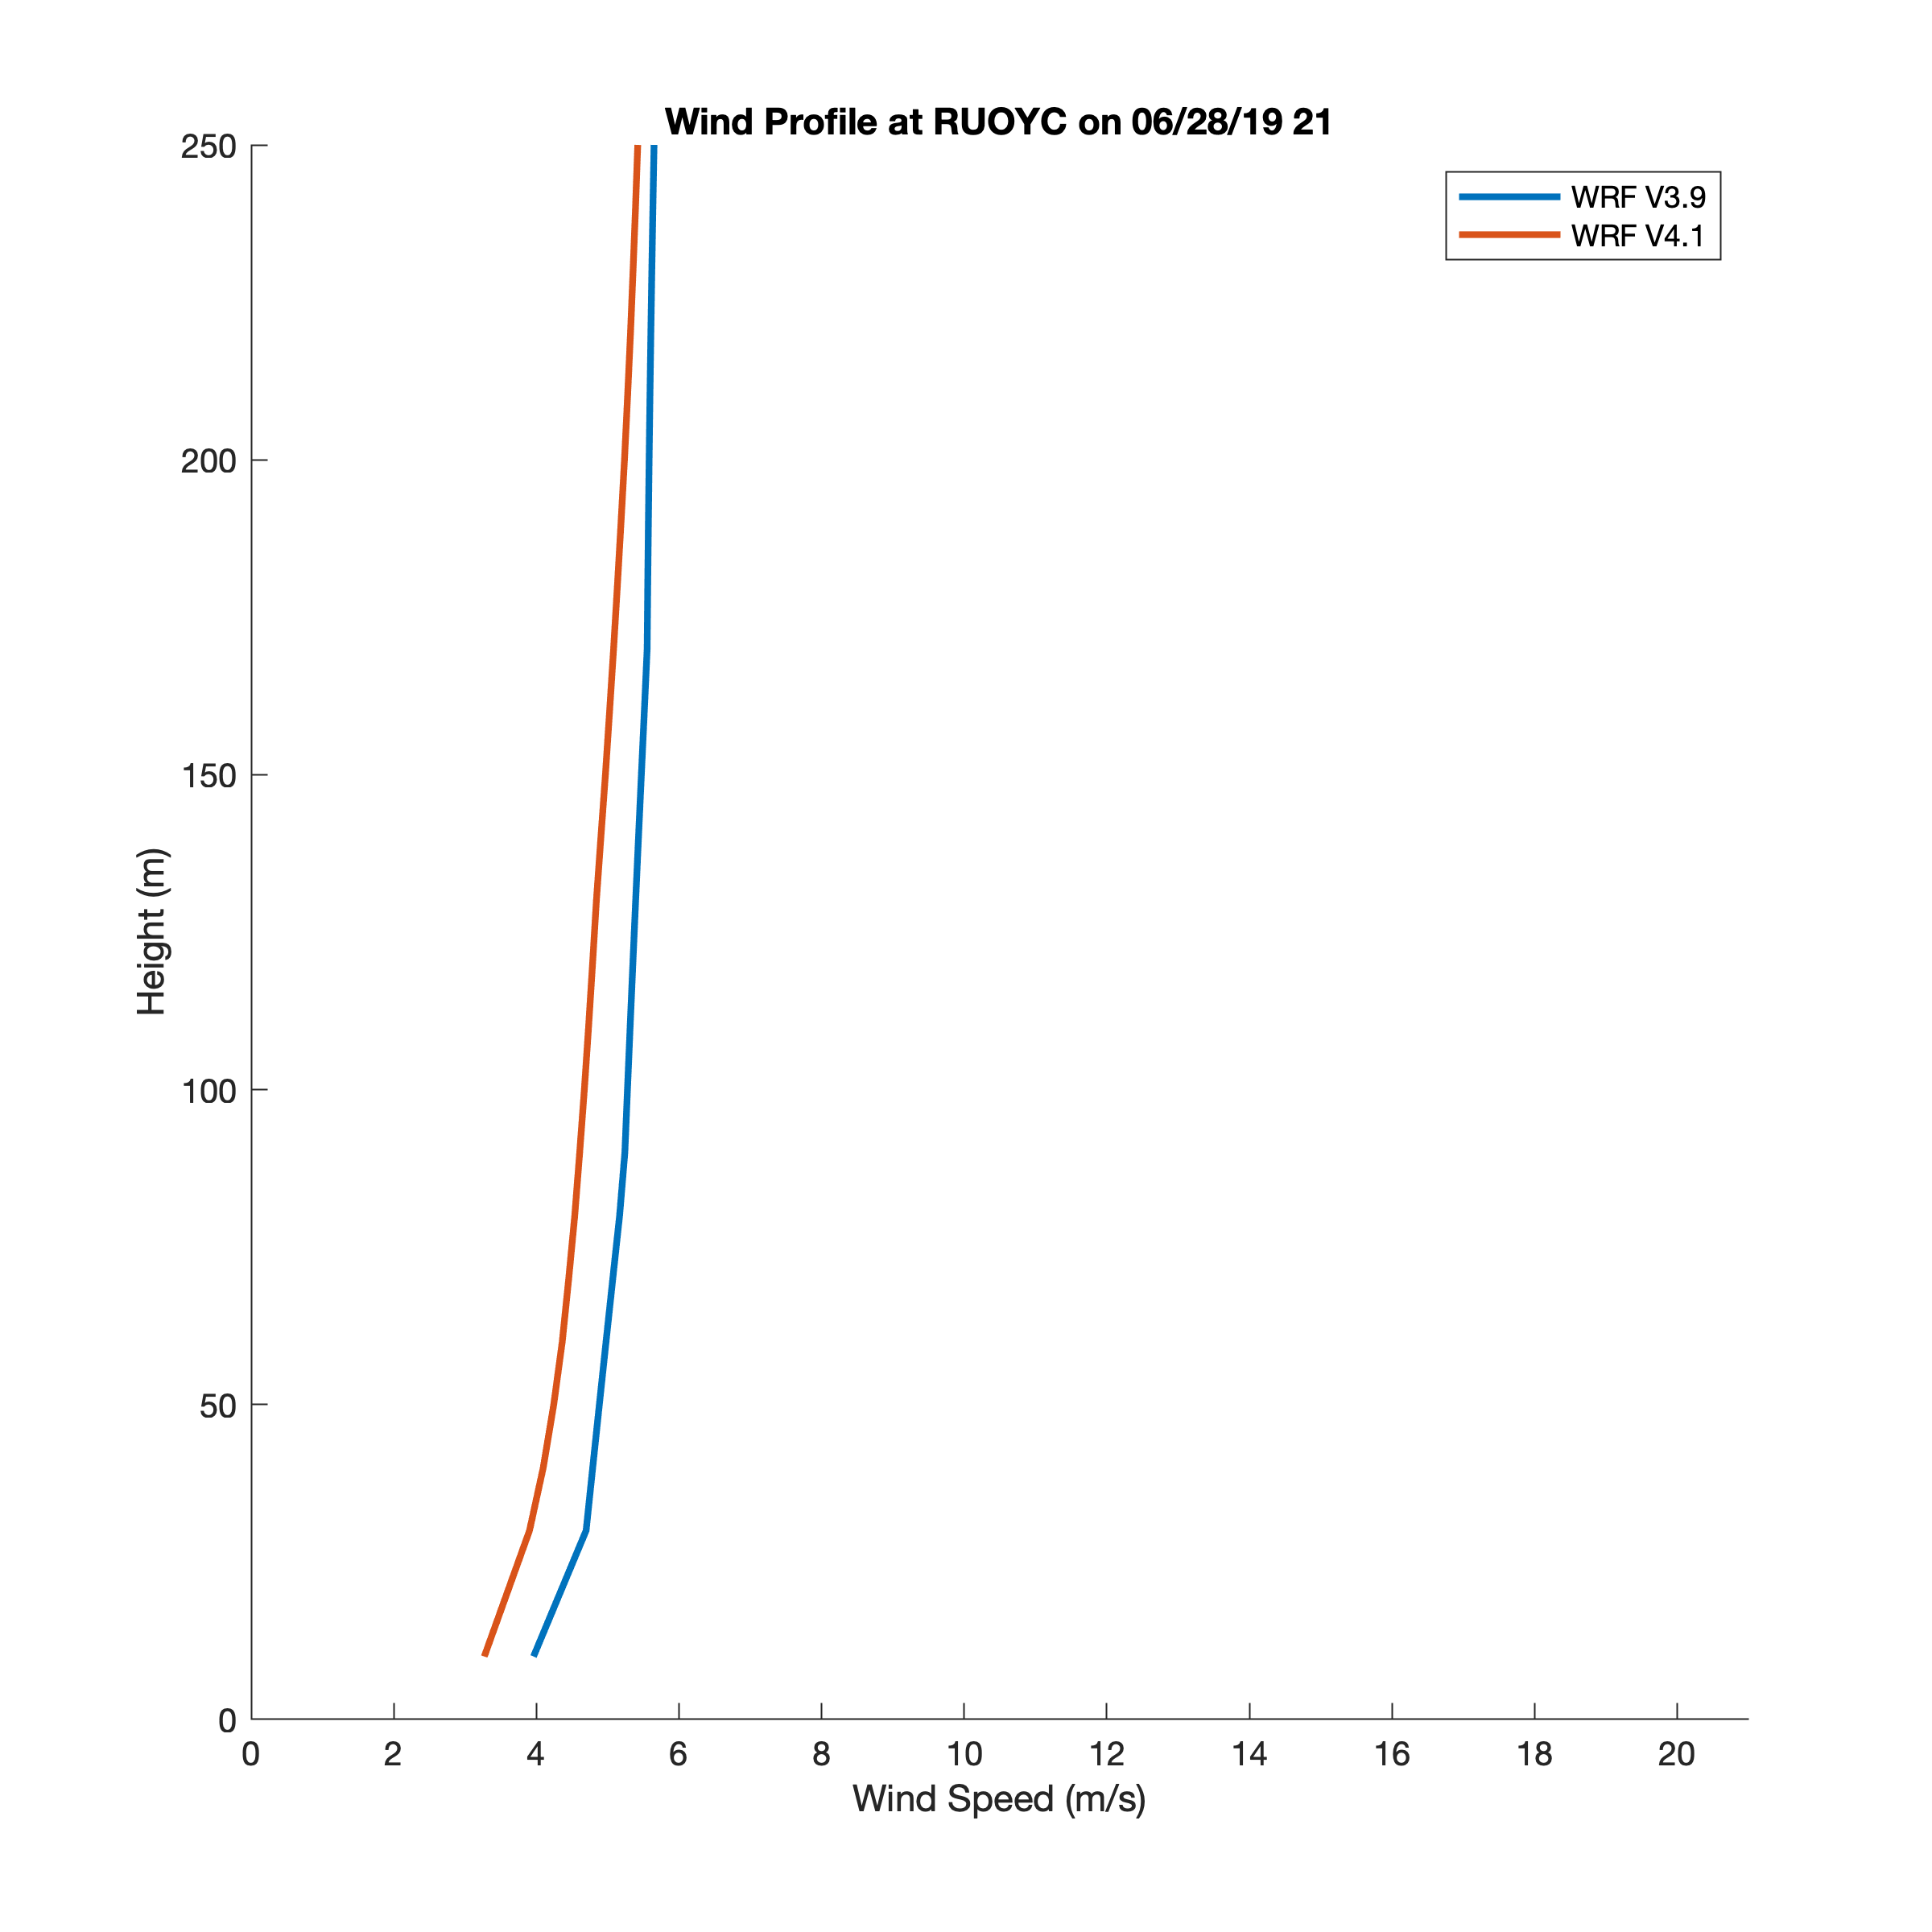 Wind Profile at RUOYC on 06/28/19 21
WRF V3.9
WRF V4.1
250
200
150
100
50
0
Height (m)
0 2 4 6 8 10 12 14 16 18 20
Wind Speed (m/s)